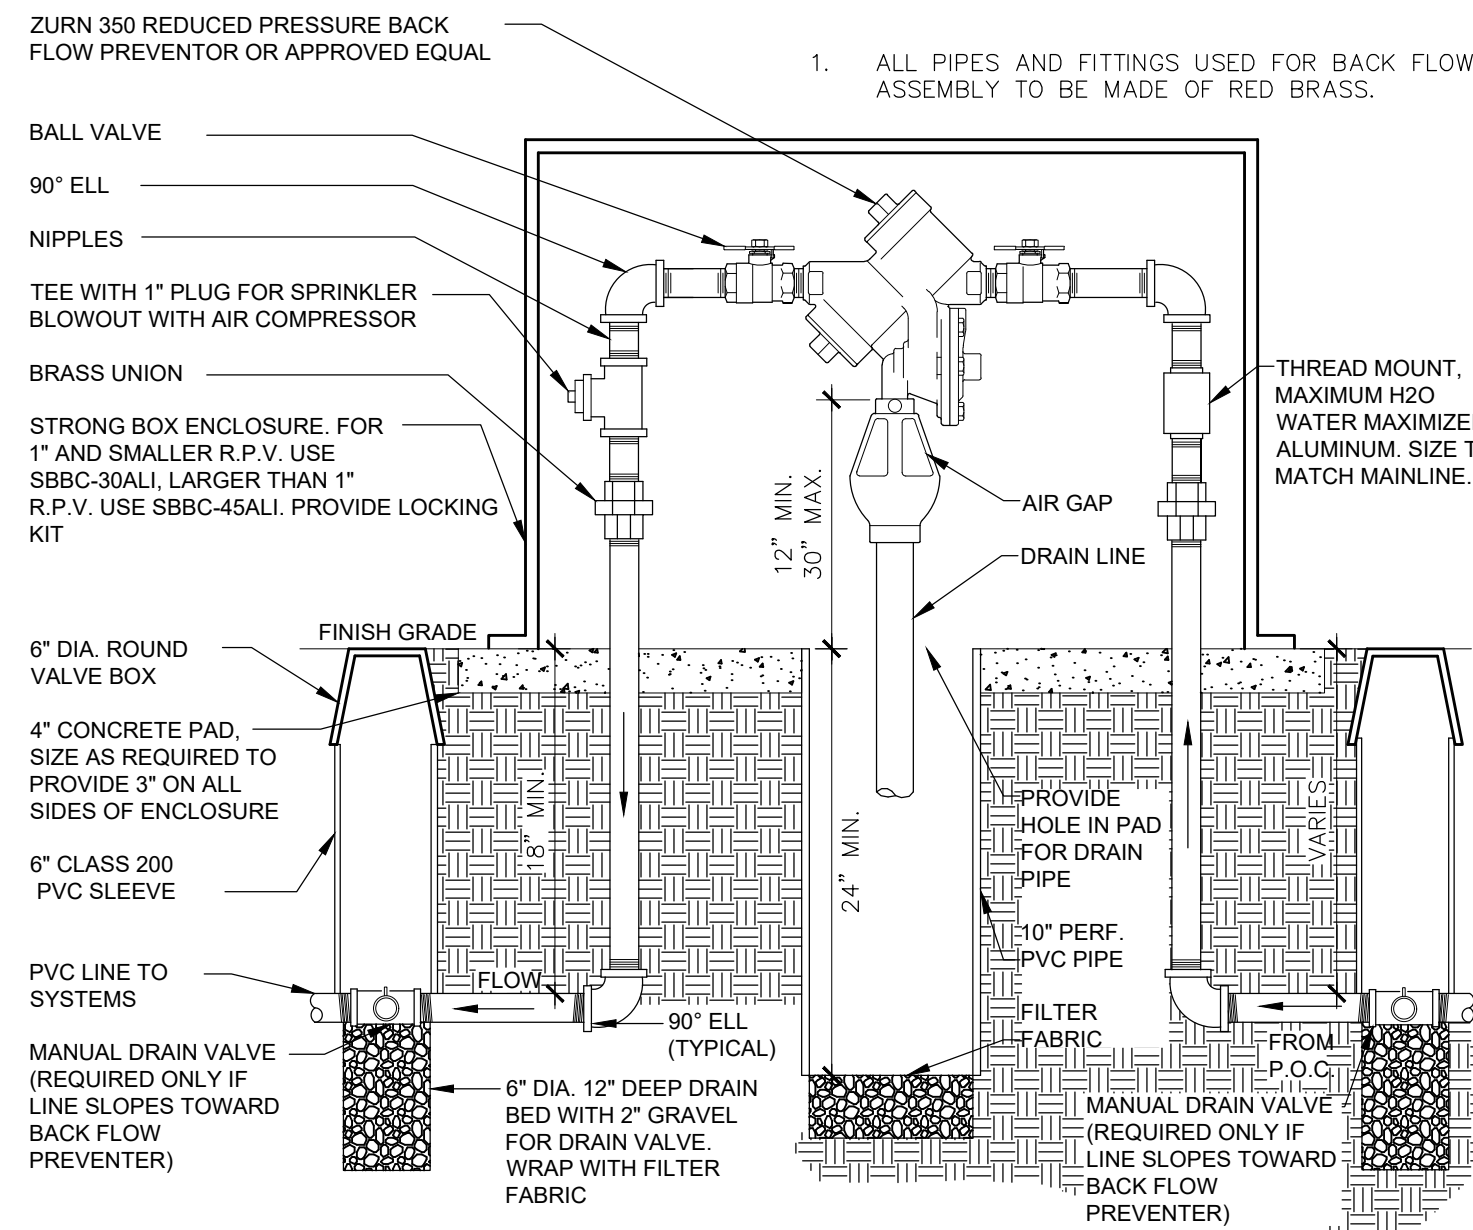 ZURN 350 REDUCED PRESSURE BACK
FLOW PREVENTOR OR APPROVED EQUAL
1. ALL PIPES AND FITTINGS USED FOR BACK FLOW
ASSEMBLY TO BE MADE OF RED BRASS.
BALL VALVE
90° ELL
NIPPLES
TEE WITH 1" PLUG FOR SPRINKLER
BLOWOUT WITH AIR COMPRESSOR
BRASS UNION
STRONG BOX ENCLOSURE. FOR
1" AND SMALLER R.P.V. USE
SBBC-30ALI, LARGER THAN 1"
R.P.V. USE SBBC-45ALI. PROVIDE LOCKING
KIT
THREAD MOUNT,
MAXIMUM H2O
WATER MAXIMIZE
ALUMINUM. SIZE T
MATCH MAINLINE.
12" MIN.
30" MAX.
AIR GAP
DRAIN LINE
FINISH GRADE
6" DIA. ROUND
VALVE BOX
4" CONCRETE PAD,
SIZE AS REQUIRED TO
PROVIDE 3" ON ALL
SIDES OF ENCLOSURE
6" CLASS 200
PVC SLEEVE
18" MIN.
24" MIN.
PROVIDE
HOLE IN PAD
FOR DRAIN
PIPE
VARIES
10" PERF.
PVC PIPE
PVC LINE TO
SYSTEMS
FLOW
90° ELL
(TYPICAL)
FILTER
FABRIC
FROM
P.O.C.
MANUAL DRAIN VALVE
(REQUIRED ONLY IF
LINE SLOPES TOWARD
BACK FLOW
PREVENTER)
6" DIA. 12" DEEP DRAIN
BED WITH 2" GRAVEL
FOR DRAIN VALVE.
WRAP WITH FILTER
FABRIC
MANUAL DRAIN VALVE
(REQUIRED ONLY IF
LINE SLOPES TOWARD
BACK FLOW
PREVENTER)